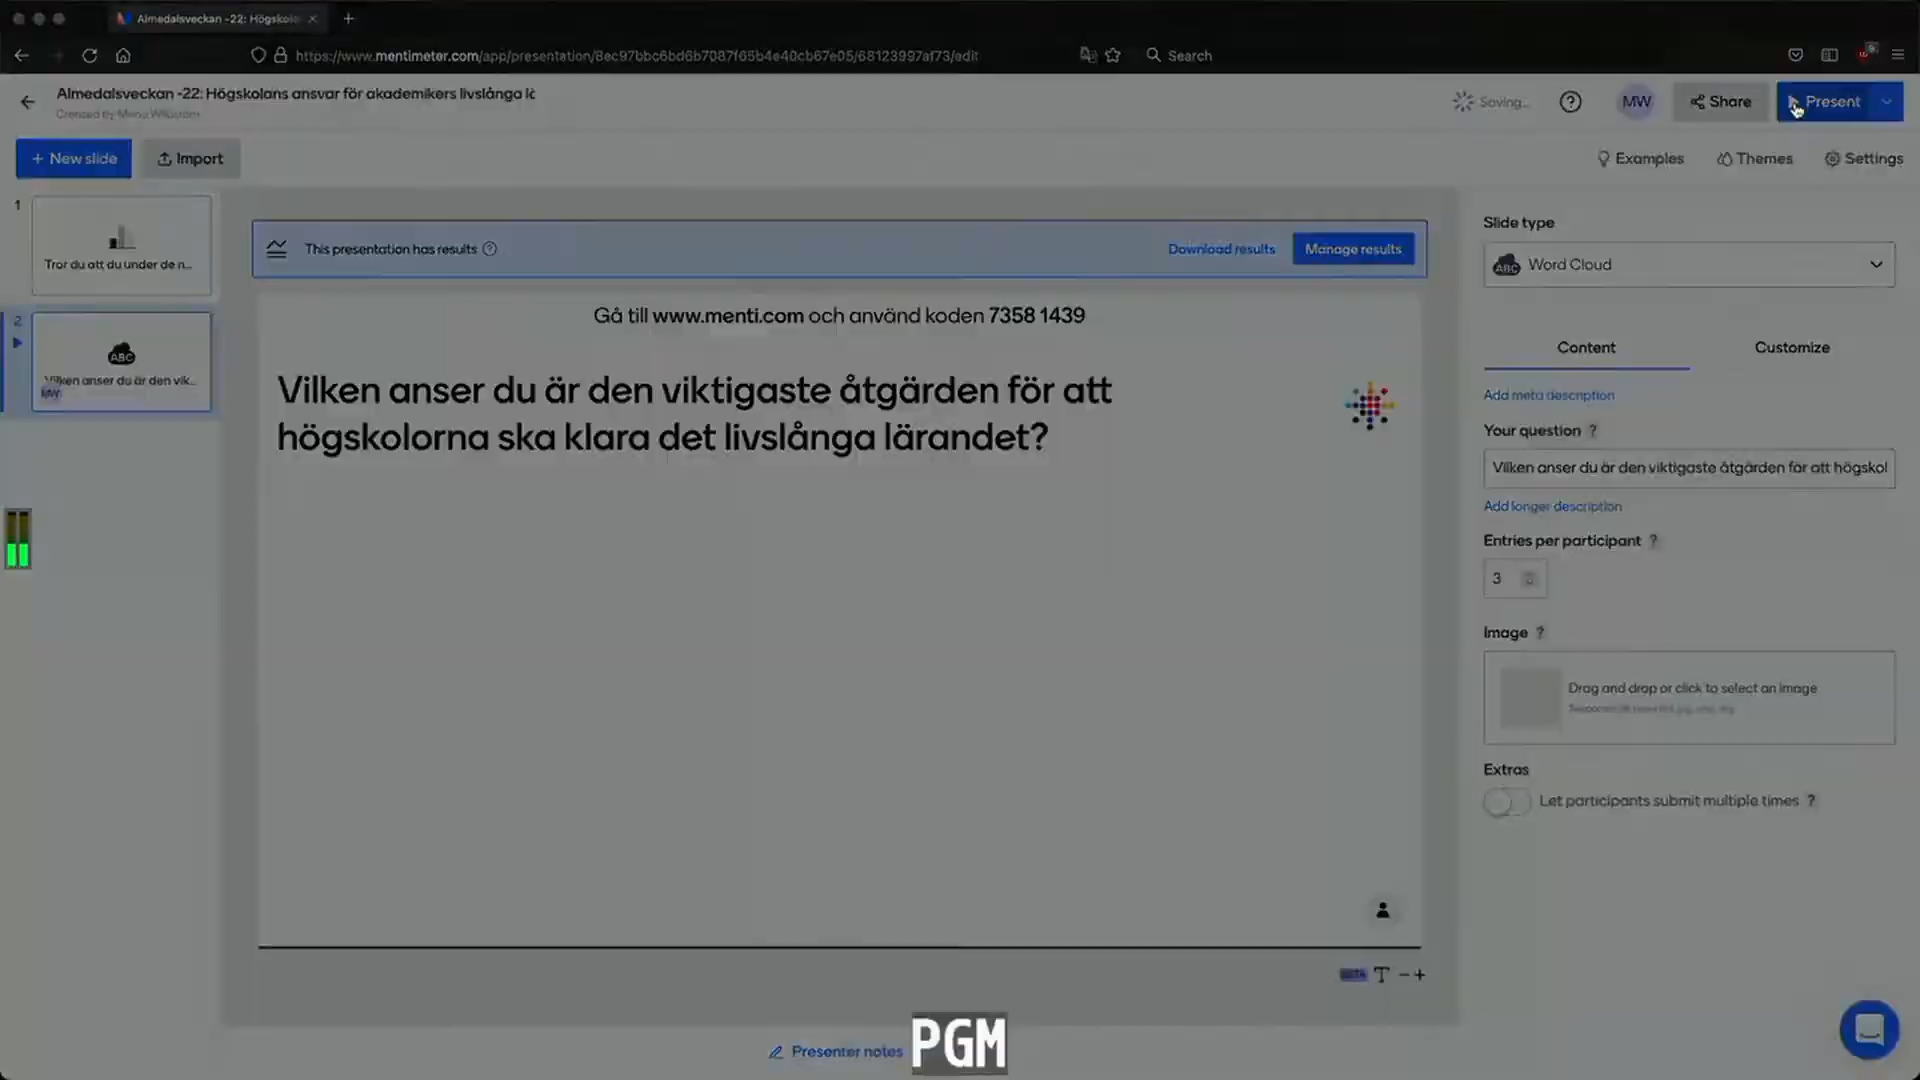 Almedalsveckan -22: Högskola
https://www.mentimeter.com/app/presentation/8ec97bbc6bd6b7087f65b4e40cb67e05/68123997af73/edit
Search
Almedalsveckan -22: Högskolans ansvar för akademikers livslånga lä
Saving...
MW
Share
Present
New slide
Import
Examples
Themes
Settings
1
Tror du att du under de n...
2
ABC
Vilken anser du är den vik...
MW
This presentation has results
Download results
Manage results
Gå till www.menti.com och använd koden 7358 1439
Vilken anser du är den viktigaste åtgärden för att
högskolorna ska klara det livslånga lärandet?
BETA
Presenter notes
PGM
Slide type
ABC
Word Cloud
Content
Customize
Add meta description
Your question ?
Vilken anser du är den viktigaste åtgärden för att högskol
Add longer description
Entries per participant ?
3
Image ?
Drag and drop or click to select an image
Extras
Let participants submit multiple times ?